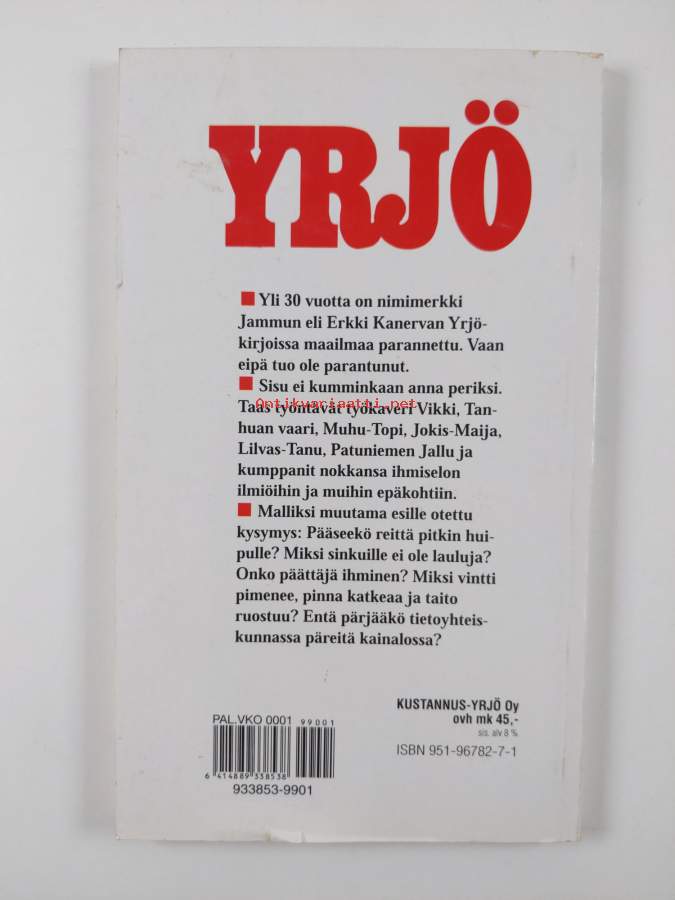 YRJÖ
Yli 30 vuotta on nimimerkki
Jammun eli Erkki Kanervan Yrjö-
kirjoissa maailmaa parannettu. Vaan
eipä tuo ole parantunut.
Sisu ei kumminkaan anna periksi.
Antikvariaatti.net
Taas työntävät työkaveri Vikki, Tan-
huan vaari, Muhu-Topi, Jokis-Maija,
Lilvas-Tanu, Patuniemen Jallu ja
kumppanit nokkansa ihmiselon
ilmiöihin ja muihin epäkohtiin.
Malliksi muutama esille otettu
kysymys: Pääseekö reittä pitkin hui-
pulle? Miksi sinkuille ei ole lauluja?
Onko päättäjä ihminen? Miksi vintti
pimenee, pinna katkeaa ja taito
ruostuu? Entä pärjääkö tietoyhteis-
kunnassa päreitä kainalossa?
PAL.VKO 0001
99001
6 414889 338538
933853-9901
KUSTANNUS-YRJÖ Oy
ovh mk 45,-
sis. alv 8 %
ISBN 951-96782-7-1